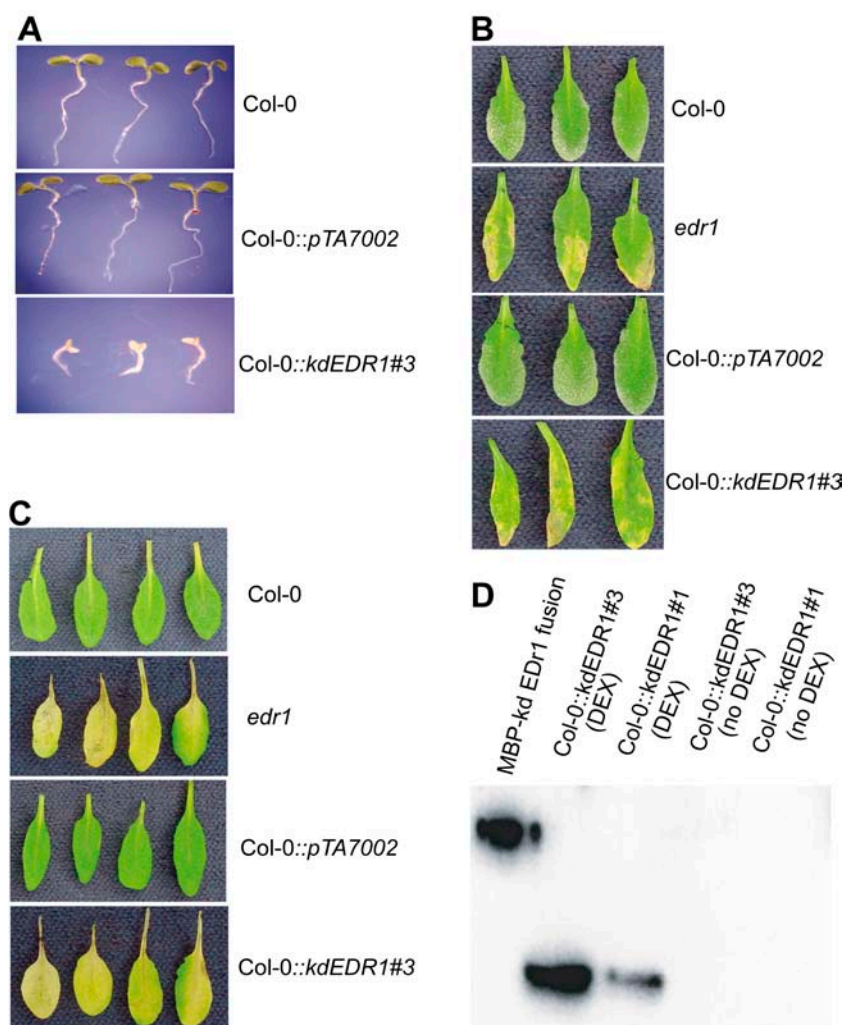 A
Col-0
Col-0::pTA7002
Col-0::kdEDR1#3
B
Col-0
edr1
Col-0::pTA7002
Col-0::kdEDR1#3
C
Col-0
edr1
Col-0::pTA7002
Col-0::kdEDR1#3
D
MBP-kd EDr1 fusion
Col-0::kdEDR1#3
(DEX)
Col-0::kdEDR1#1
(DEX)
Col-0::kdEDR1#3
(no DEX)
Col-0::kdEDR1#1
(no DEX)